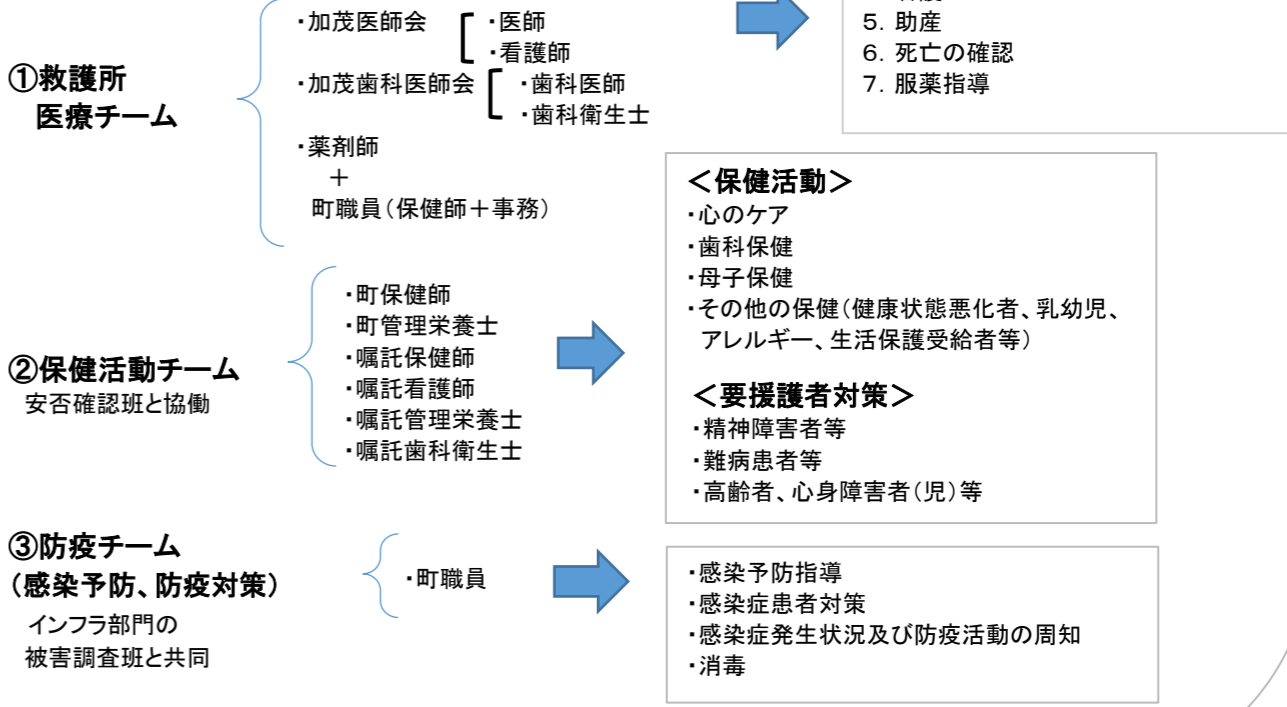 ・加茂医師会
・医師
・看護師
5. 助産
6. 死亡の確認
7. 服薬指導
①救護所
医療チーム
・加茂歯科医師会
・歯科医師
・歯科衛生士
・薬剤師
＋
町職員（保健師＋事務）
＜保健活動＞
・心のケア
・歯科保健
・母子保健
・その他の保健（健康状態悪化者、乳幼児、
アレルギー、生活保護受給者等）
②保健活動チーム
安否確認班と協働
・町保健師
・町管理栄養士
・嘱託保健師
・嘱託看護師
・嘱託管理栄養士
・嘱託歯科衛生士
＜要援護者対策＞
・精神障害者等
・難病患者等
・高齢者、心身障害者（児）等
③防疫チーム
（感染予防、防疫対策）
インフラ部門の
被害調査班と共同
・町職員
・感染予防指導
・感染症患者対策
・感染症発生状況及び防疫活動の周知
・消毒